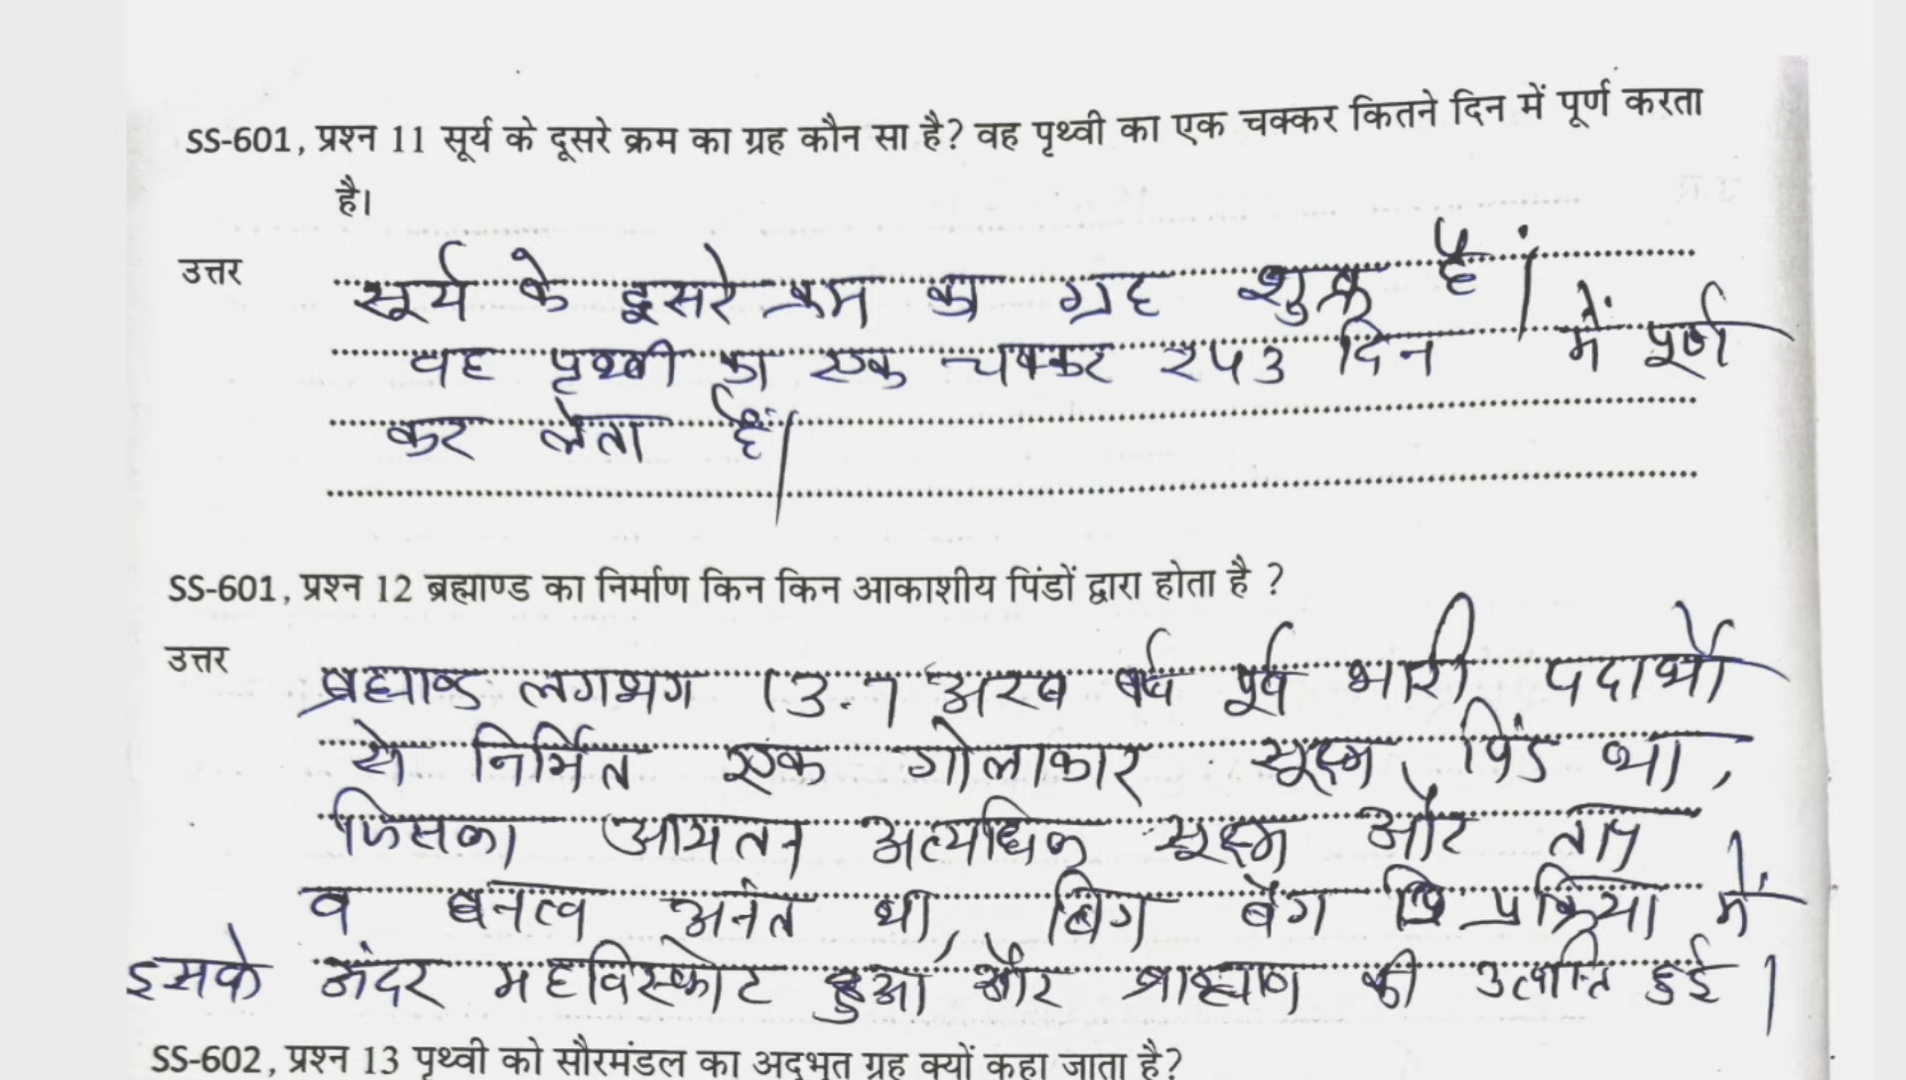 SS-601, प्रश्न 11 सूर्य के दूसरे क्रम का ग्रह कौन सा है? वह पृथ्वी का एक चक्कर कितने दिन में पूर्ण करता
है।
उत्तर
सूर्य के दूसरे क्रम का ग्रह शुक्र है।
वह पृथ्वी का एक चक्कर २५३ दिन में पूर्ण
कर लेता है।
SS-601, प्रश्न 12 ब्रह्माण्ड का निर्माण किन किन आकाशीय पिंडों द्वारा होता है ?
उत्तर
ब्रह्माण्ड लगभग 13.7 अरब वर्ष पूर्व भारी पदार्थो
से निर्मित एक गोलाकार सूक्ष्म पिंड था,
जिसका आयतन अत्यधिक सूक्ष्म और ताप
व घनत्व अनंत था, बिग बैंग प्रक्रिया में
इसके अंदर महाविस्फोट हुआ और ब्राह्माण की उत्पत्ति हुई।
SS-602, प्रश्न 13 पृथ्वी को सौरमंडल का अद्भुत ग्रह क्यों कहा जाता है?